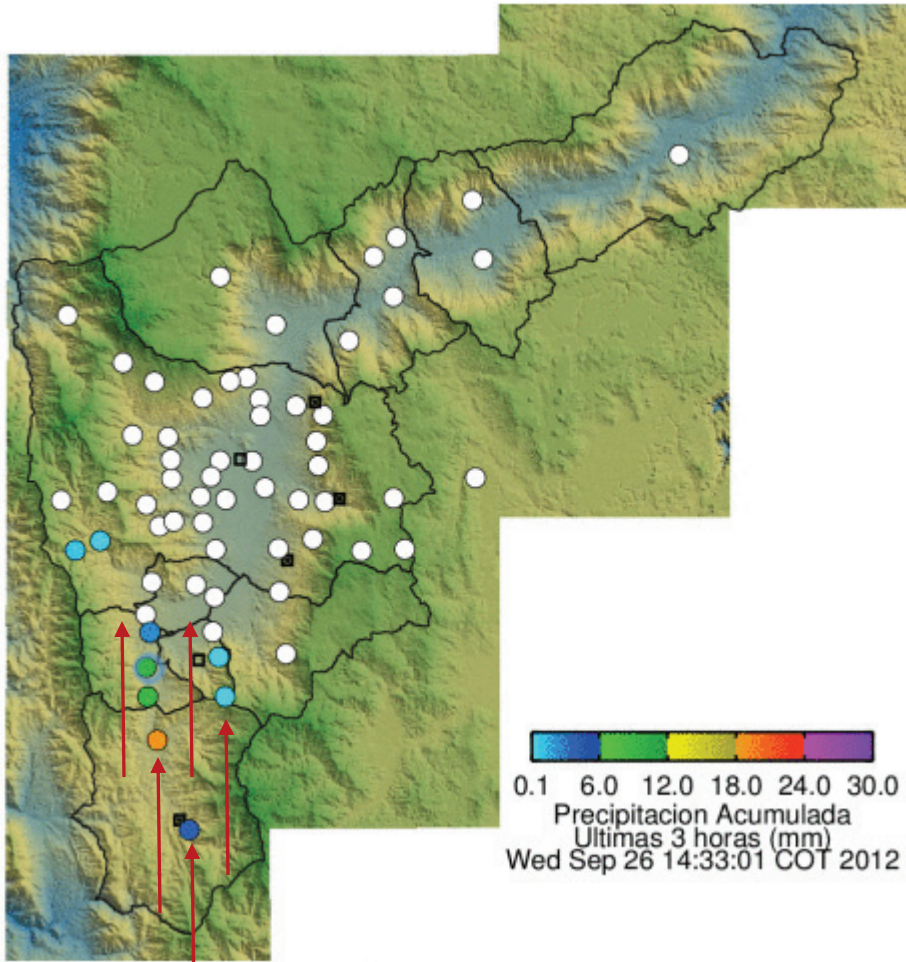 0.1 6.0 12.0 18.0 24.0 30.0
Precipitacion Acumulada
Ultimas 3 horas (mm)
Wed Sep 26 14:33:01 COT 2012